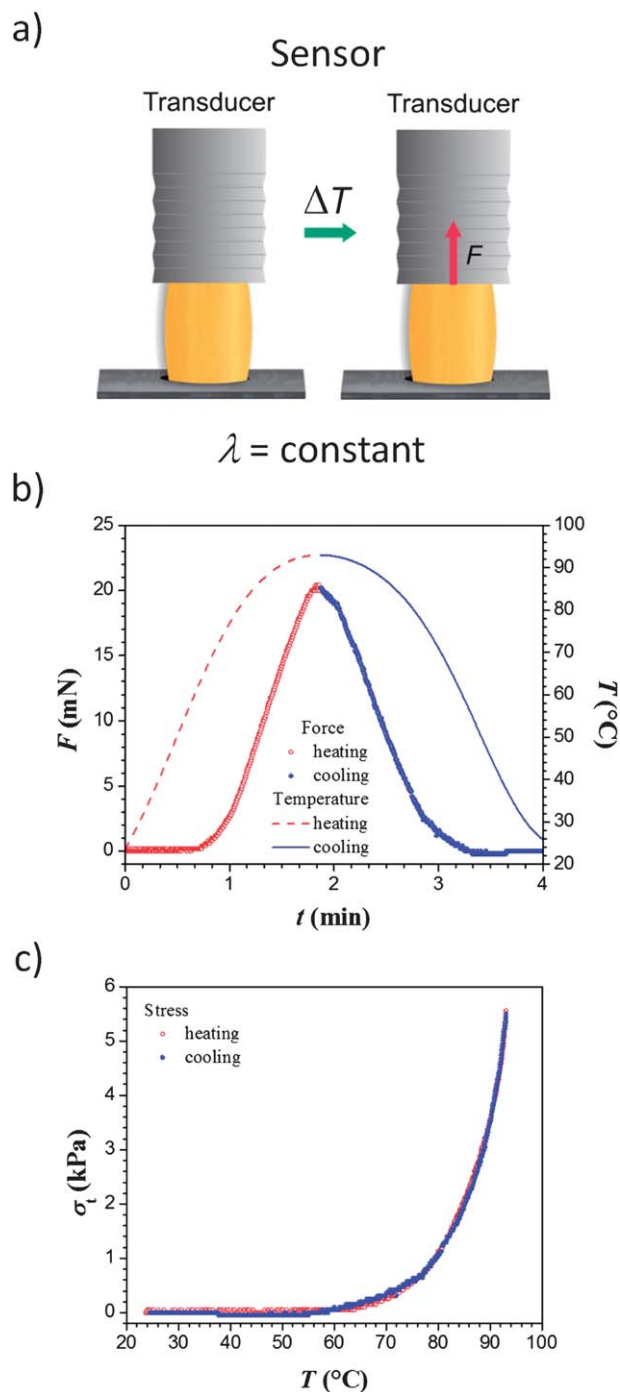 a)
Sensor
Transducer
Transducer
ΔT
F
λ = constant
b)
25
20
15
10
5
0
F (mN)
100
90
80
70
60
50
40
30
20
T (°C)
Force
heating
cooling
Temperature
heating
cooling
0
1
2
3
4
t (min)
c)
6
5
4
3
2
1
0
σt (kPa)
Stress
heating
cooling
20
30
40
50
60
70
80
90
100
T (°C)